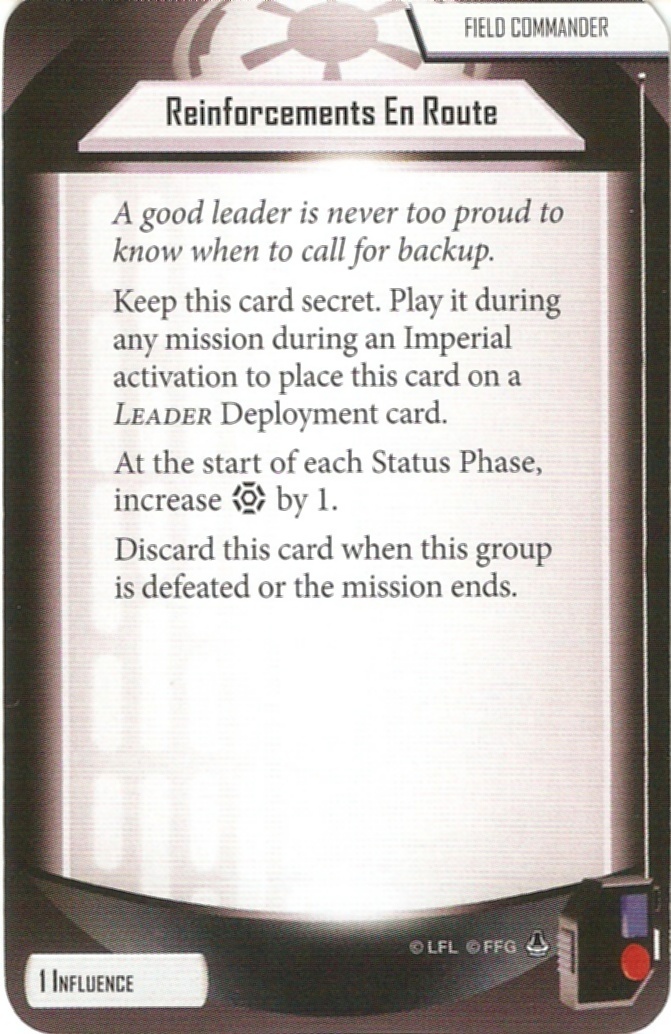 FIELD COMMANDER
Reinforcements En Route
A good leader is never too proud to
know when to call for backup.
Keep this card secret. Play it during
any mission during an Imperial
activation to place this card on a
LEADER Deployment card.
At the start of each Status Phase,
increase by 1.
Discard this card when this group
is defeated or the mission ends.
© LFL © FFG
1 INFLUENCE